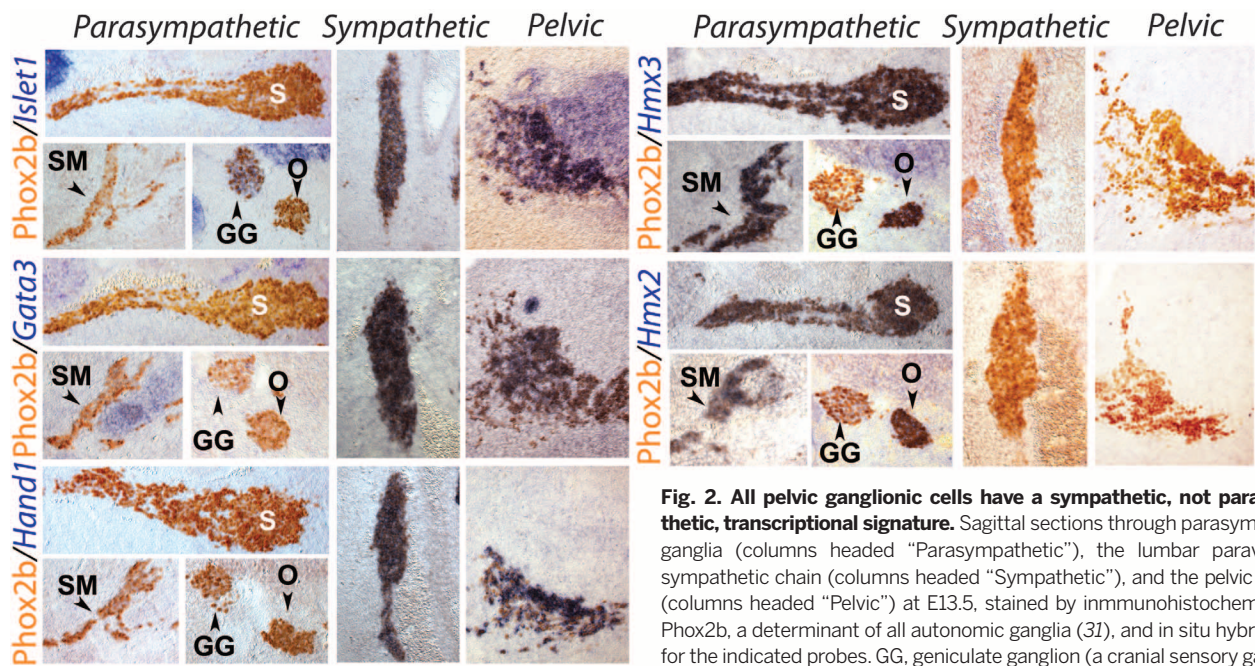 Parasympathetic Sympathetic Pelvic
Phox2b/Islet1
S
SM
GG
O
Phox2b/Gata3
S
SM
GG
O
Phox2b/Hand1
S
SM
GG
O
Parasympathetic Sympathetic Pelvic
Phox2b/Hmx3
S
SM
GG
O
Phox2b/Hmx2
S
SM
GG
O
Fig. 2. All pelvic ganglionic cells have a sympathetic, not para
thetic, transcriptional signature. Sagittal sections through parasym
ganglia (columns headed “Parasympathetic”), the lumbar parav
sympathetic chain (columns headed “Sympathetic”), and the pelvic
(columns headed “Pelvic”) at E13.5, stained by inmmunohistochem
Phox2b, a determinant of all autonomic ganglia (31), and in situ hybr
for the indicated probes. GG, geniculate ganglion (a cranial sensory ga